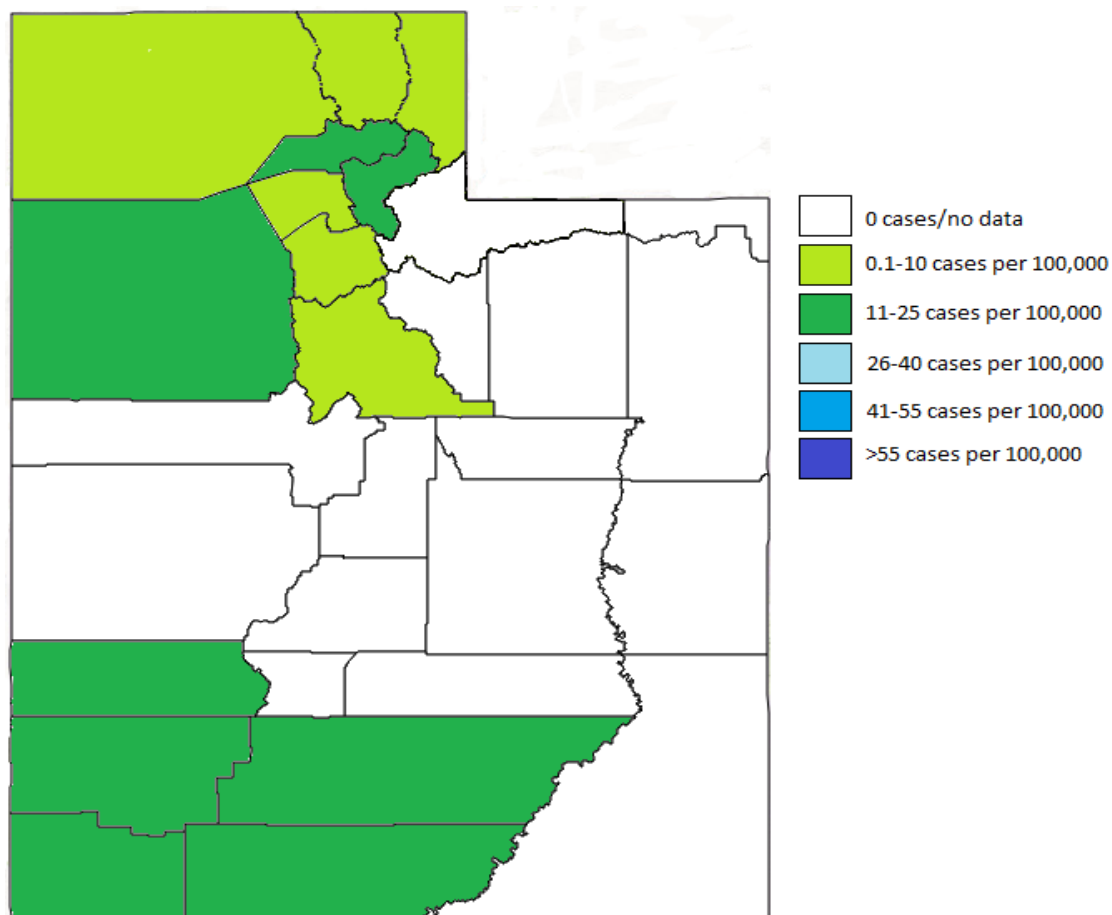 0 cases/no data
0.1-10 cases per 100,000
11-25 cases per 100,000
26-40 cases per 100,000
41-55 cases per 100,000
>55 cases per 100,000